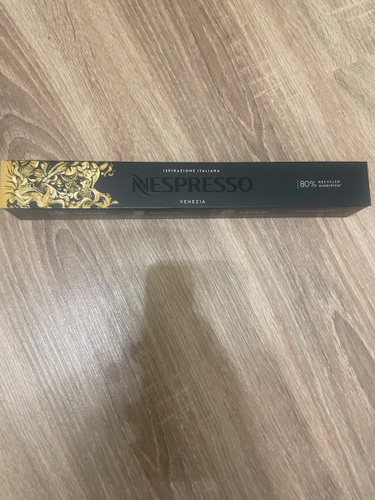 ISPIRAZIONE ITALIANA
NESPRESSO
VENEZIA
80% RECYCLED
ALUMINIUM*